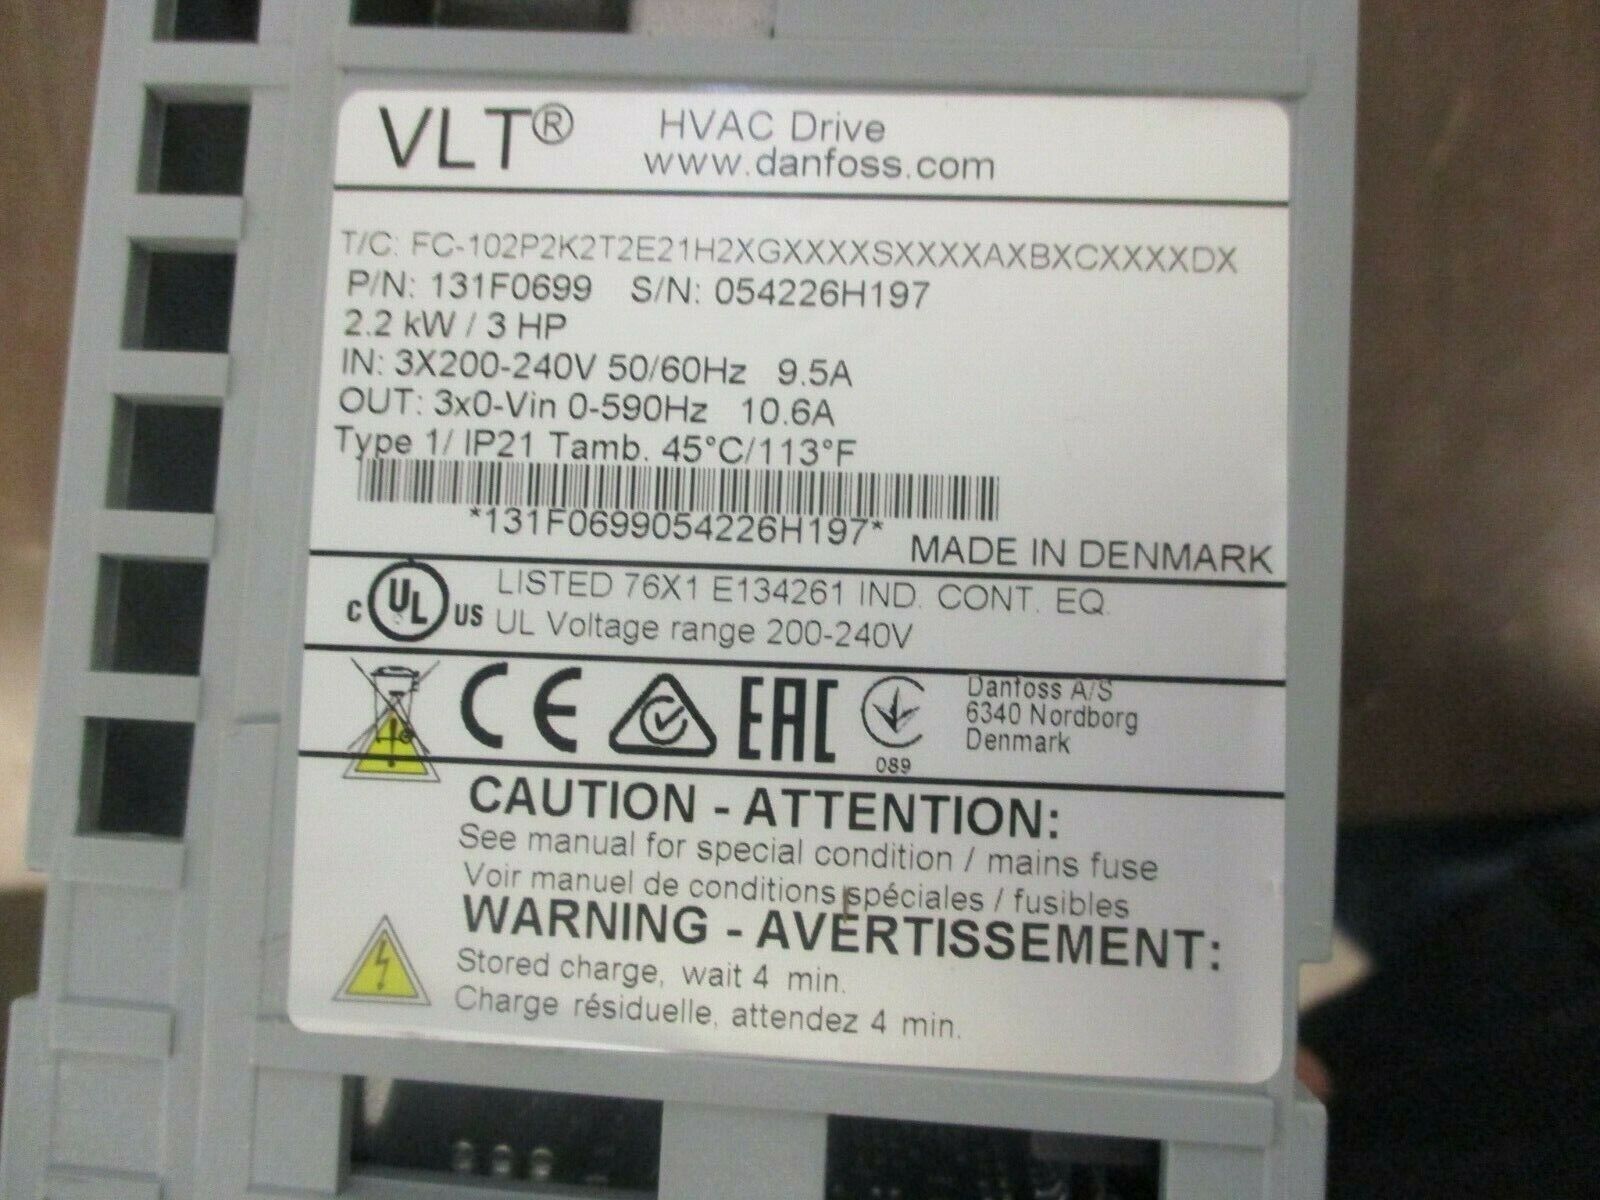 VLT® HVAC Drive
www.danfoss.com
T/C: FC-102P2K2T2E21H2XGXXXXSXXXXAXBXCXXXXDX
P/N: 131F0699 S/N: 054226H197
2.2 kW / 3 HP
IN: 3X200-240V 50/60Hz 9.5A
OUT: 3x0-Vin 0-590Hz 10.6A
Type 1/ IP21 Tamb. 45°C/113°F
*131F0699054226H197*
MADE IN DENMARK
C UL US LISTED 76X1 E134261 IND. CONT. EQ.
UL Voltage range 200-240V
CE EAC
089
Danfoss A/S
6340 Nordborg
Denmark
CAUTION - ATTENTION:
See manual for special condition / mains fuse
Voir manuel de conditions spéciales / fusibles
WARNING - AVERTISSEMENT:
Stored charge, wait 4 min.
Charge résiduelle, attendez 4 min.